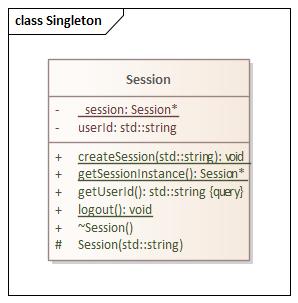 class Singleton
Session
- _session: Session*
- userId: std::string
+ createSession(std::string): void
+ getSessionInstance(): Session*
+ getUserId(): std::string {query}
+ logout(): void
+ ~Session()
# Session(std::string)